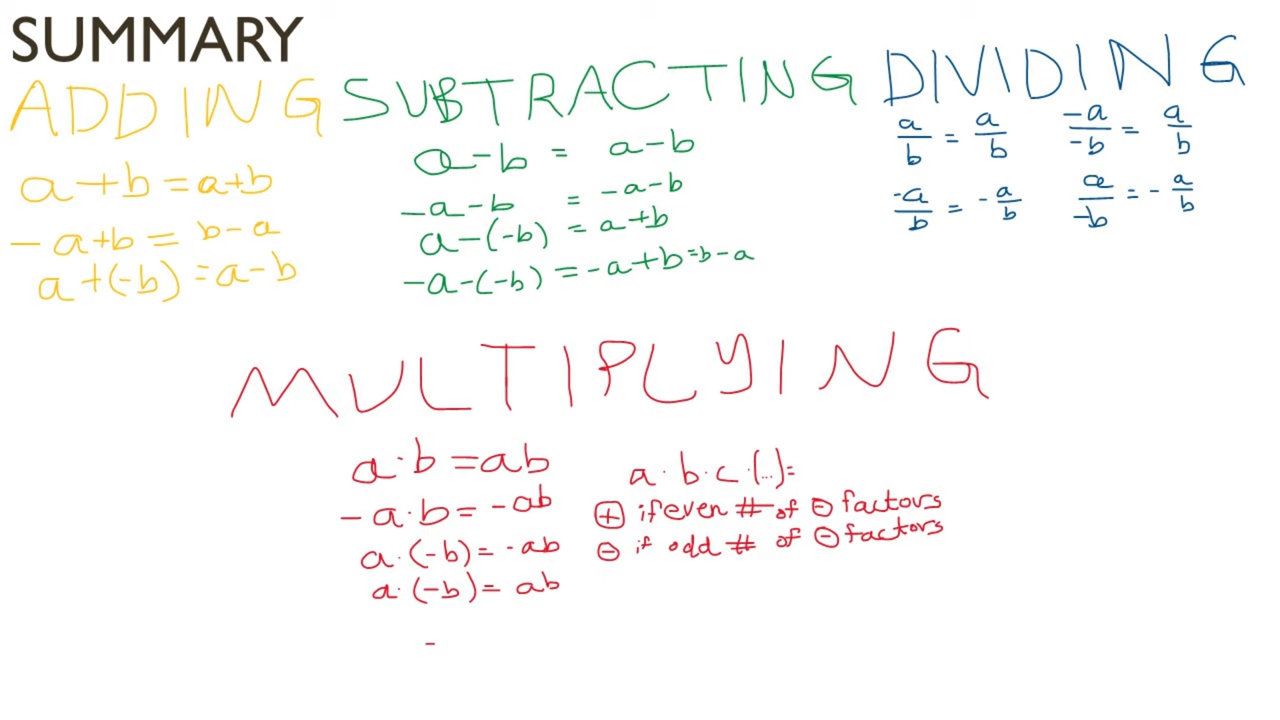 SUMMARY
ADDING
a+b=a+b
-a+b=b-a
a+(-b)=a-b
SUBTRACTING
a-b = a-b
-a-b = -a-b
a-(-b) = a+b
-a-(-b) = -a+b=b-a
DIVIDING
a/b = a/b  -a/-b = a/b
-a/b = -a/b  a/-b = -a/b
MULTIPLYING
a·b=ab
-a·b=-ab
a·(-b)=-ab
a·(-b)=ab
-
a·b·c·(...)=
⊕ if even # of ⊖ factors
⊖ if odd # of ⊖ factors